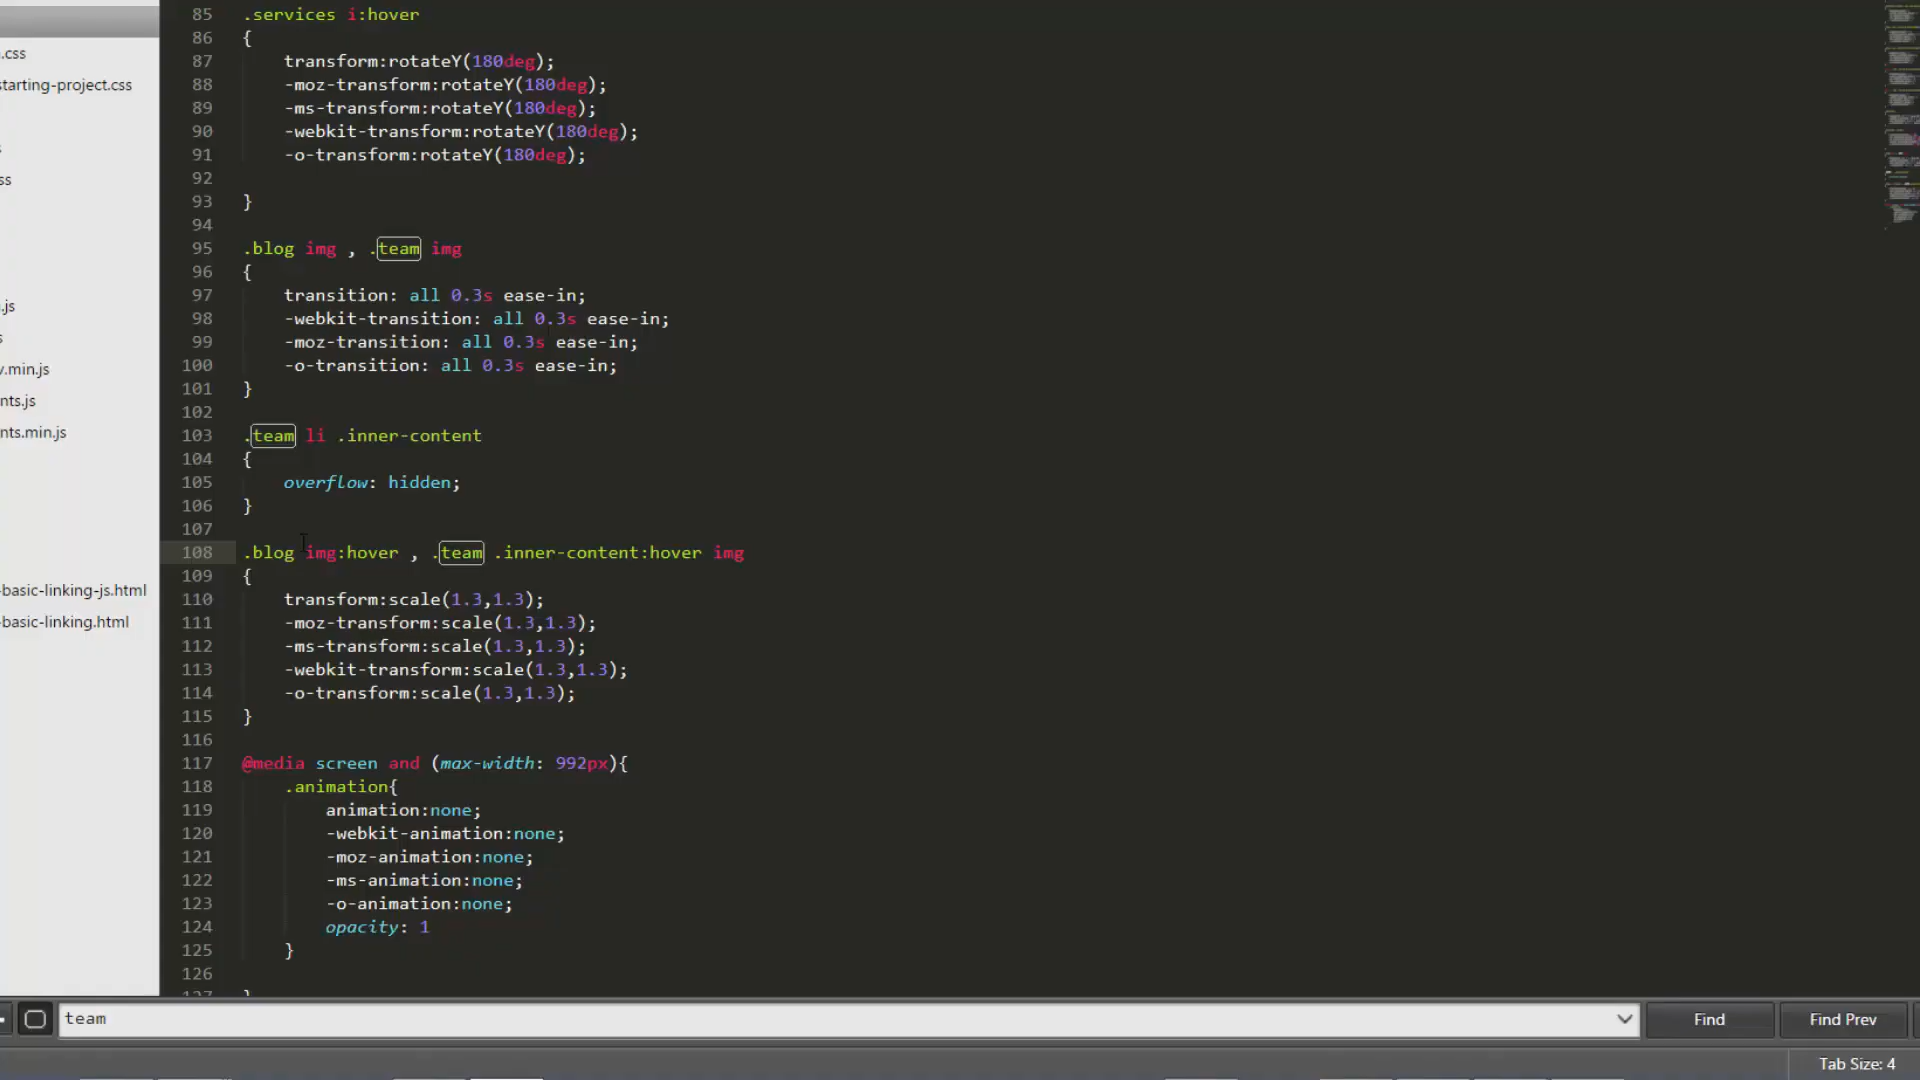 .css
starting-project.css
s
ss
.js
s
v.min.js
nts.js
nts.min.js
-basic-linking-js.html
-basic-linking.html
85 .services i:hover
86 {
87 transform:rotateY(180deg);
88 -moz-transform:rotateY(180deg);
89 -ms-transform:rotateY(180deg);
90 -webkit-transform:rotateY(180deg);
91 -o-transform:rotateY(180deg);
92
93 }
94
95 .blog img , .team img
96 {
97 transition: all 0.3s ease-in;
98 -webkit-transition: all 0.3s ease-in;
99 -moz-transition: all 0.3s ease-in;
100 -o-transition: all 0.3s ease-in;
101 }
102
103 .team li .inner-content
104 {
105 overflow: hidden;
106 }
107
108 .blog img:hover , .team .inner-content:hover img
109 {
110 transform:scale(1.3,1.3);
111 -moz-transform:scale(1.3,1.3);
112 -ms-transform:scale(1.3,1.3);
113 -webkit-transform:scale(1.3,1.3);
114 -o-transform:scale(1.3,1.3);
115 }
116
117 @media screen and (max-width: 992px){
118 .animation{
119 animation:none;
120 -webkit-animation:none;
121 -moz-animation:none;
122 -ms-animation:none;
123 -o-animation:none;
124 opacity: 1
125 }
126
127 }
team
Find
Find Prev
Tab Size: 4